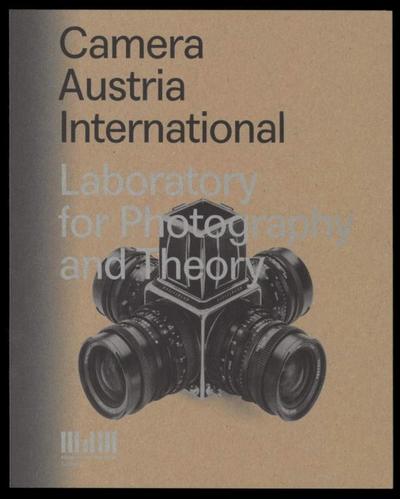 Camera
Austria
International
Laboratory
for Photography
and Theory